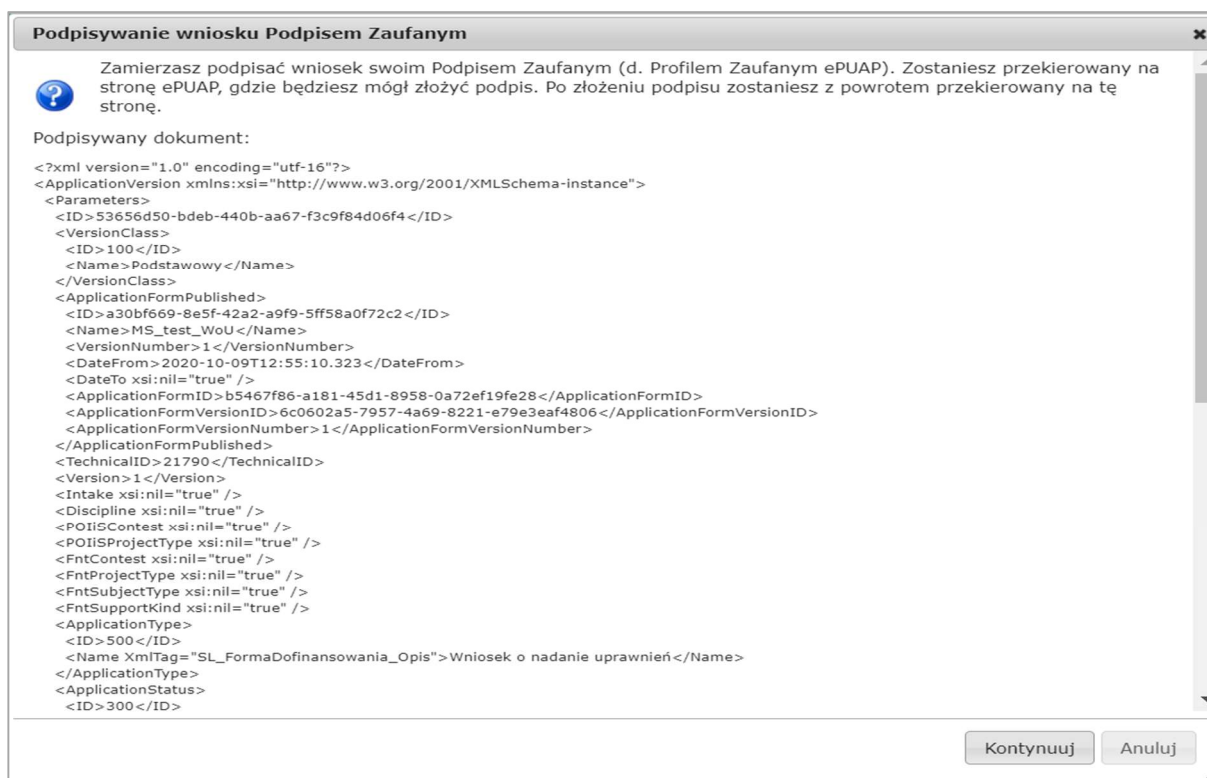 Podpisywanie wniosku Podpisem Zaufanym
Zamierzasz podpisać wniosek swoim Podpisem Zaufanym (d. Profilem Zaufanym ePUAP). Zostaniesz przekierowany na
stronę ePUAP, gdzie będziesz mógł złożyć podpis. Po złożeniu podpisu zostaniesz z powrotem przekierowany na tę
stronę.
Podpisywany dokument:
<?xml version="1.0" encoding="utf-16"?>
<ApplicationVersion xmlns:xsi="http://www.w3.org/2001/XMLSchema-instance">
<Parameters>
<ID>53656d50-bdeb-440b-aa67-f3c9f84d06f4</ID>
<VersionClass>
<ID>100</ID>
<Name>Podstawowy</Name>
</VersionClass>
<ApplicationFormPublished>
<ID>a30bf669-8e5f-42a2-a9f9-5ff58a0f72c2</ID>
<Name>MS_test_WoU</Name>
<VersionNumber>1</VersionNumber>
<DateFrom>2020-10-09T12:55:10.323</DateFrom>
<DateTo xsi:nil="true" />
<ApplicationFormID>b5467f86-a181-45d1-8958-0a72ef19fe28</ApplicationFormID>
<ApplicationFormVersionID>6c0602a5-7957-4a69-8221-e79e3eaf4806</ApplicationFormVersionID>
<ApplicationFormVersionNumber>1</ApplicationFormVersionNumber>
</ApplicationFormPublished>
<TechnicalID>21790</TechnicalID>
<Version>1</Version>
<Intake xsi:nil="true" />
<Discipline xsi:nil="true" />
<POIiSContest xsi:nil="true" />
<POIiSProjectType xsi:nil="true" />
<FntContest xsi:nil="true" />
<FntProjectType xsi:nil="true" />
<FntSubjectType xsi:nil="true" />
<FntSupportKind xsi:nil="true" />
<ApplicationType>
<ID>500</ID>
<Name XmlTag="SL_FormaDofinansowania_Opis">Wniosek o nadanie uprawnień</Name>
</ApplicationType>
<ApplicationStatus>
<ID>300</ID>
Kontynuuj Anuluj